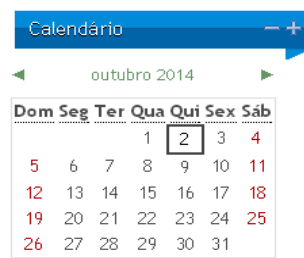 Calendário
outubro 2014
Dom Seg Ter Qua Qui Sex Sáb
1 2 3 4
5 6 7 8 9 10 11
12 13 14 15 16 17 18
19 20 21 22 23 24 25
26 27 28 29 30 31